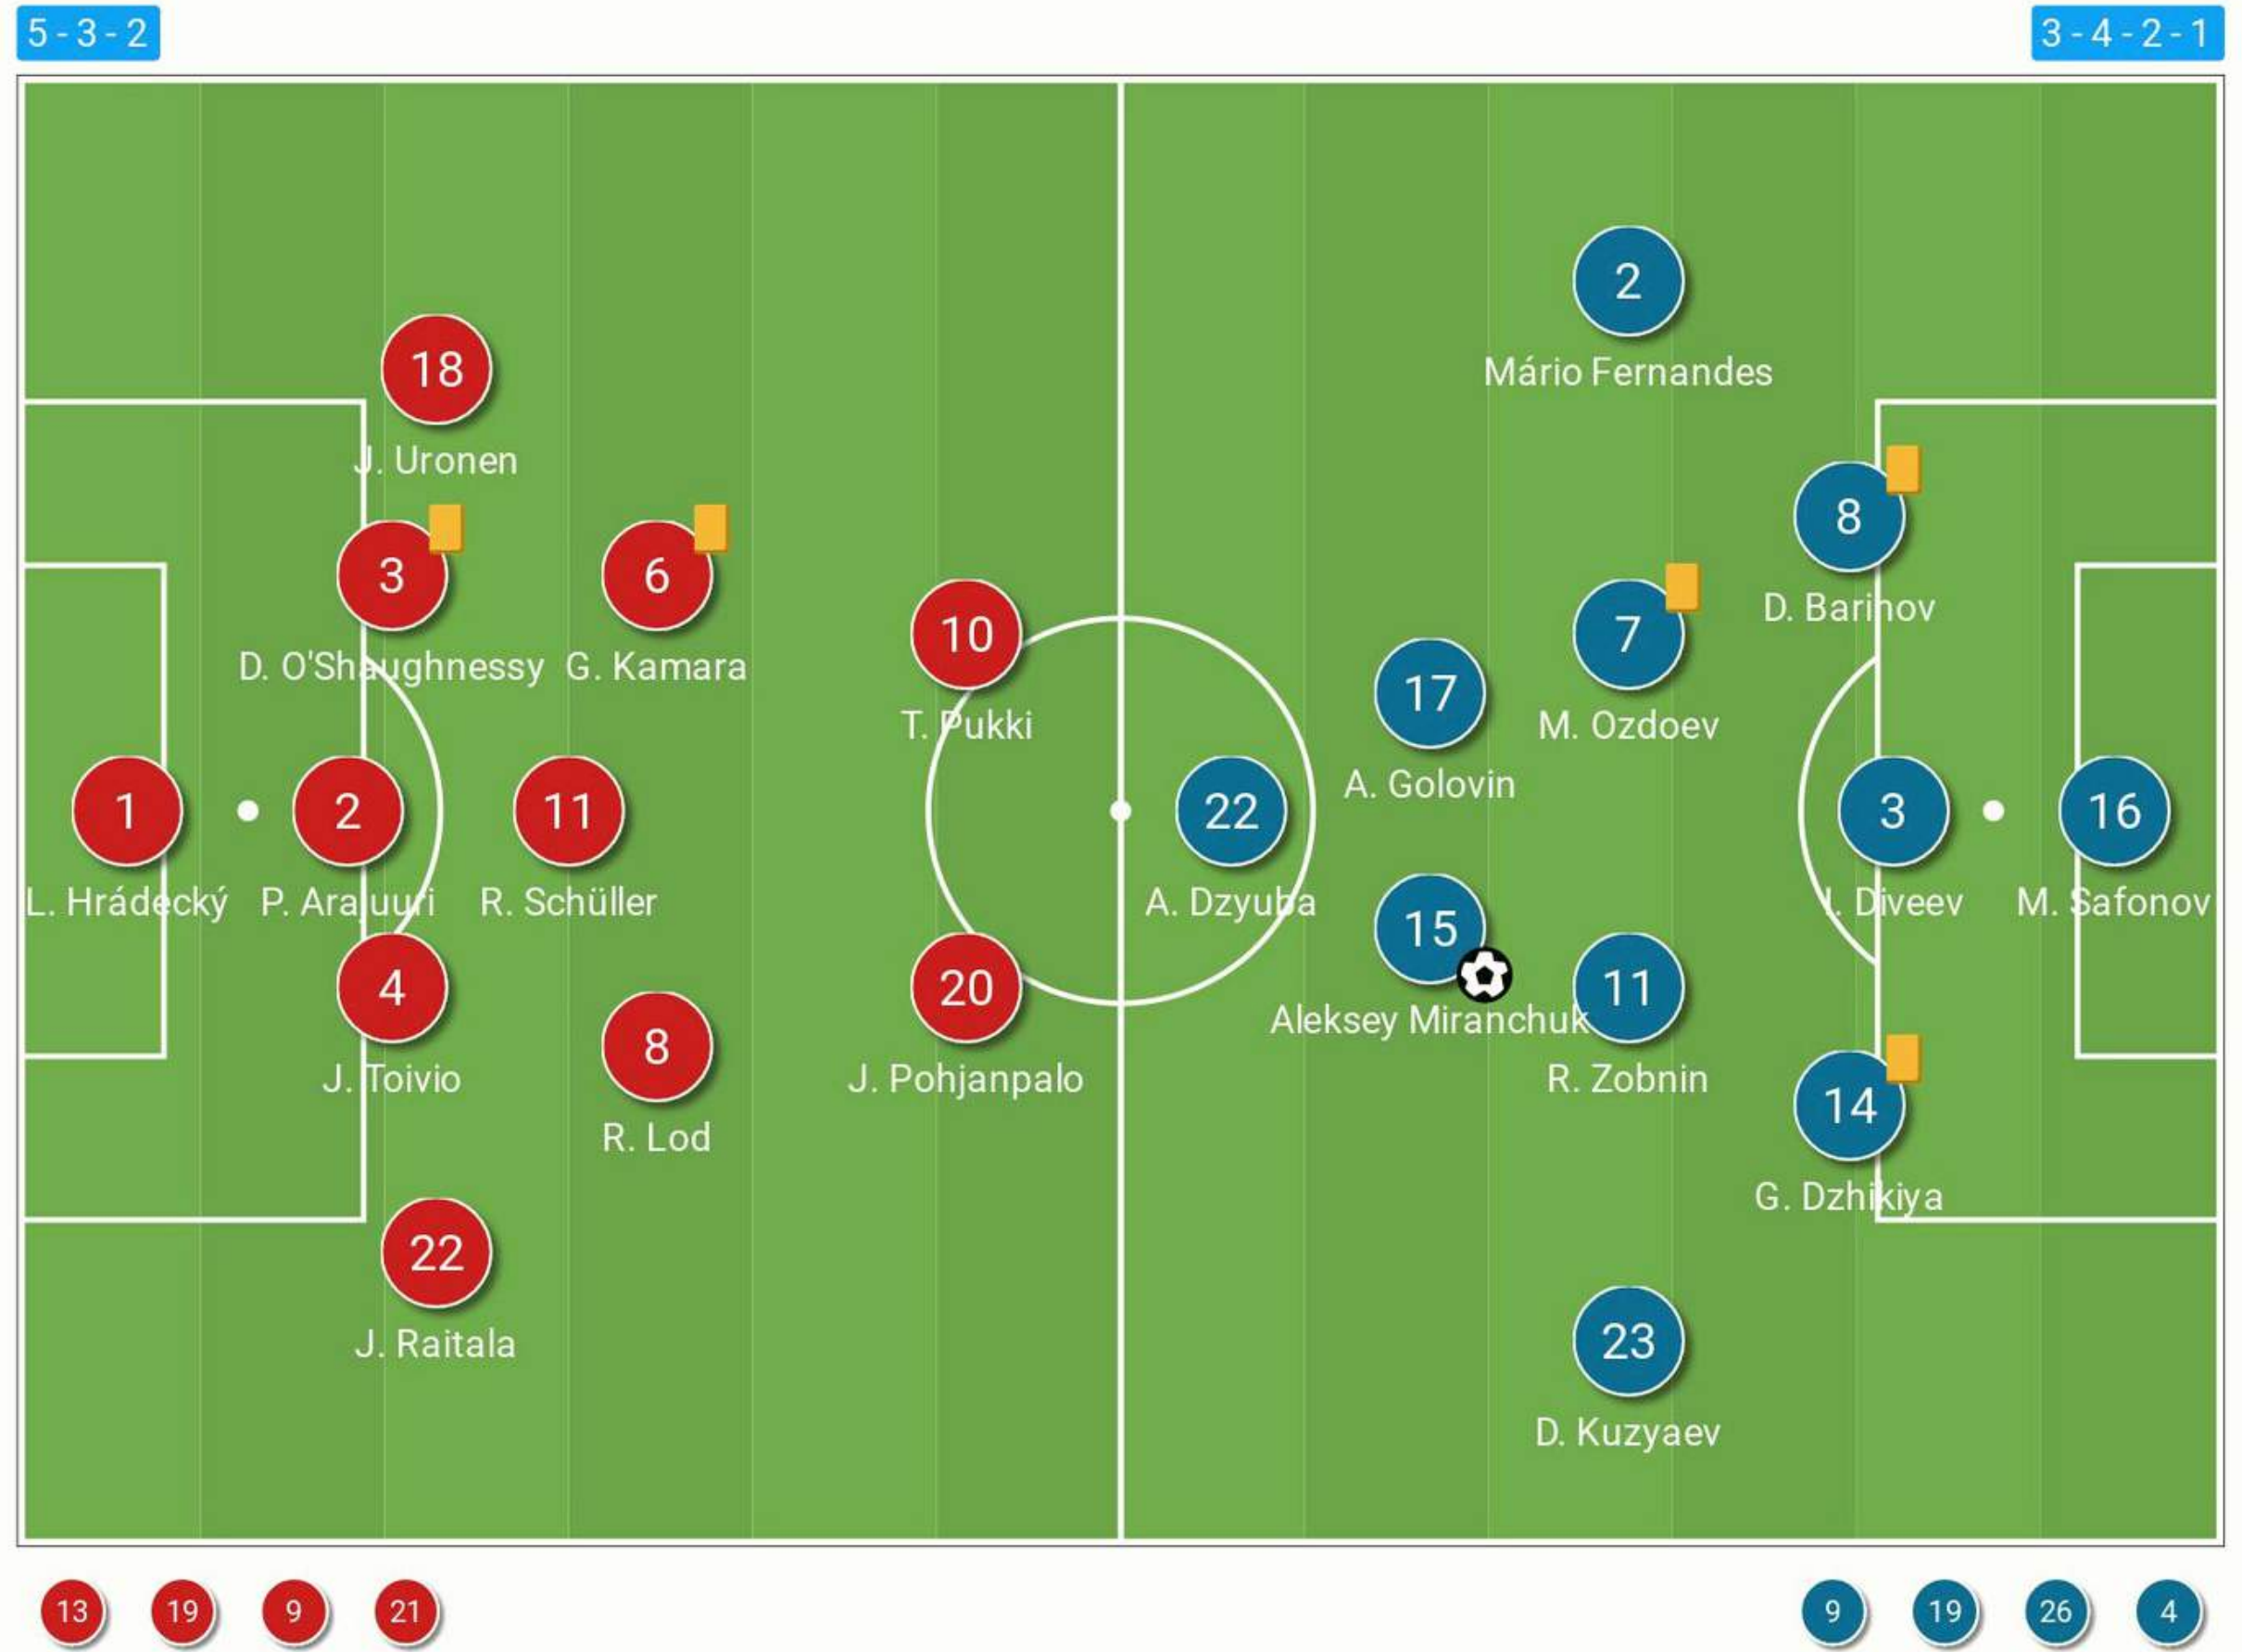 5 - 3 - 2
3 - 4 - 2 - 1
2
Mário Fernandes
18
J. Uronen
8
D. Barinov
3
D. O'Shaughnessy
6
G. Kamara
10
T. Pukki
7
M. Ozdoev
17
A. Golovin
1
L. Hrádecký
2
P. Arajuuri
11
R. Schüller
22
A. Dzyuba
3
I. Diveev
16
M. Safonov
15
Aleksey Miranchuk
4
J. Toivio
20
J. Pohjanpalo
11
R. Zobnin
8
R. Lod
14
G. Dzhikiya
22
J. Raitala
23
D. Kuzyaev
13 19 9 21
9 19 26 4